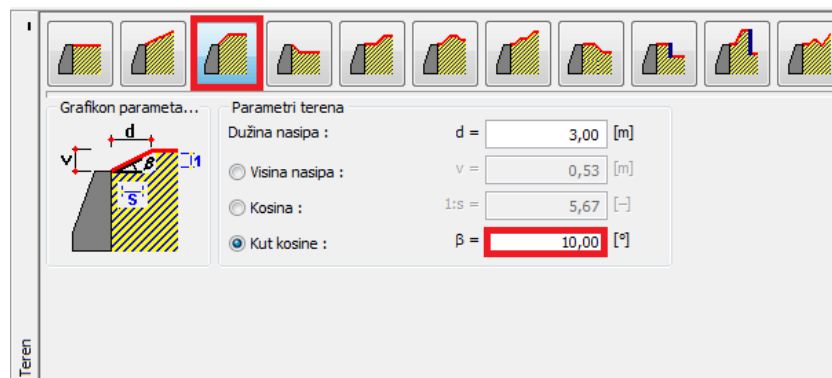 Grafikon parameta...
Parametri terena
d
v
β
1
s
Dužina nasipa : d = 3,00 [m]
Visina nasipa : v = 0,53 [m]
Kosina : 1:s = 5,67 [–]
Kut kosine : β = 10,00 [°]
Teren